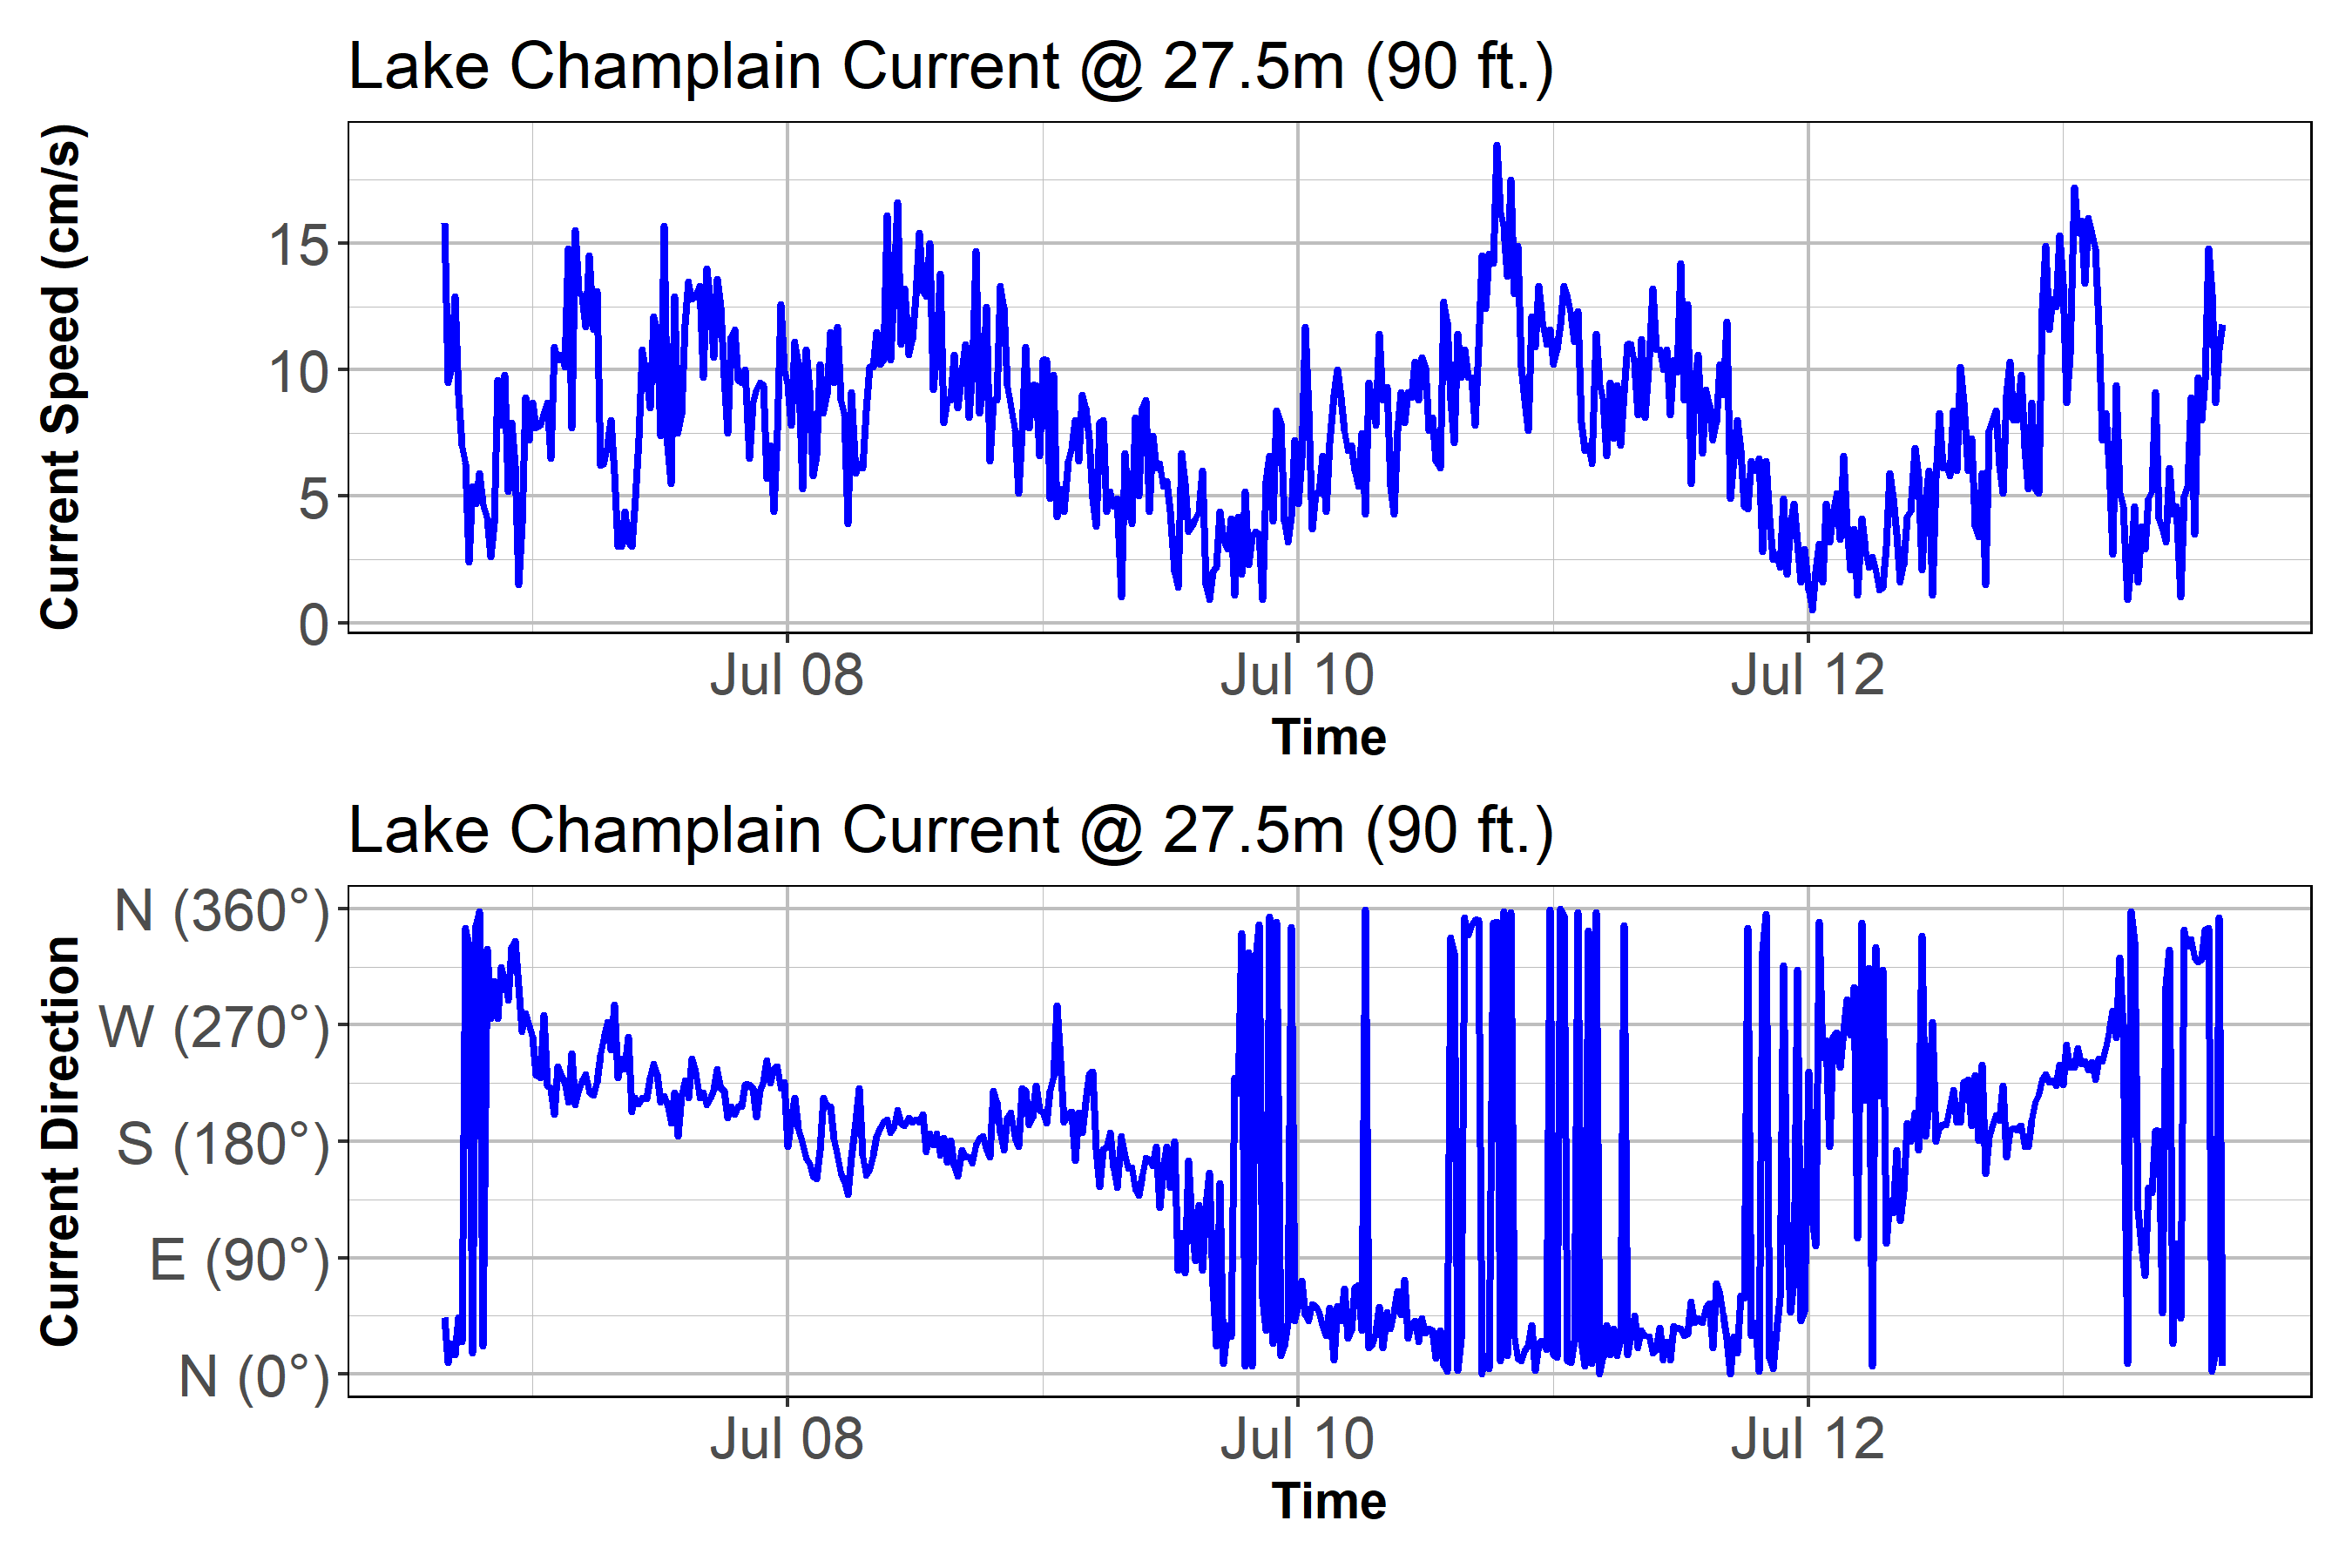 Lake Champlain Current @ 27.5m (90 ft.)
Current Speed (cm/s)
15
10
5
0
Jul 08 Jul 10 Jul 12
Time
Lake Champlain Current @ 27.5m (90 ft.)
Current Direction
N (360°)
W (270°)
S (180°)
E (90°)
N (0°)
Jul 08 Jul 10 Jul 12
Time